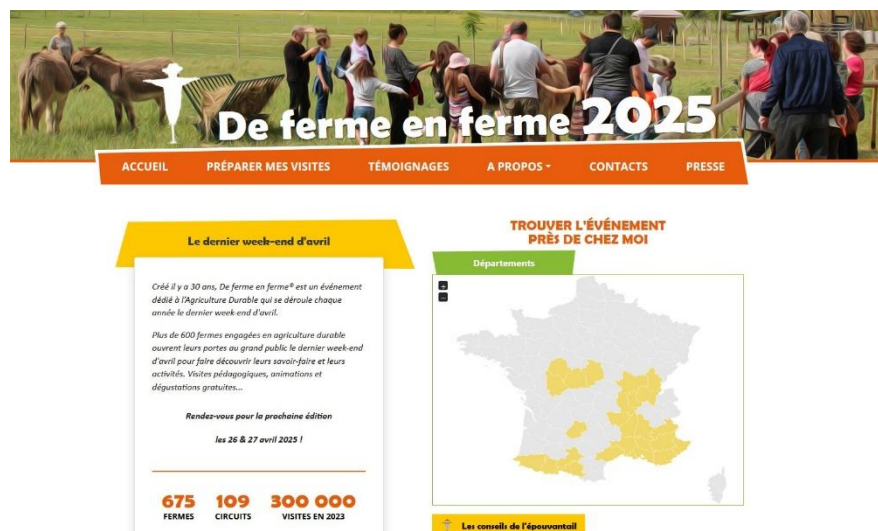 De ferme en ferme 2025
ACCUEIL PRÉPARER MES VISITES TÉMOIGNAGES A PROPOS CONTACTS PRESSE
Le dernier week-end d'avril
Créé il y a 30 ans, De ferme en ferme® est un événement
dédié à l'Agriculture Durable qui se déroule chaque
année le dernier week-end d'avril.
Plus de 600 fermes engagées en agriculture durable
ouvrent leurs portes au grand public le dernier week-end
d'avril pour faire découvrir leurs savoir-faire et leurs
activités. Visites pédagogiques, animations et
dégustations gratuites...
Rendez-vous pour la prochaine édition
les 26 & 27 avril 2025 !
675 109 300 000
FERMES CIRCUITS VISITES EN 2023
TROUVER L'ÉVÉNEMENT
PRÈS DE CHEZ MOI
Départements
+
−
Les conseils de l'épouvantail